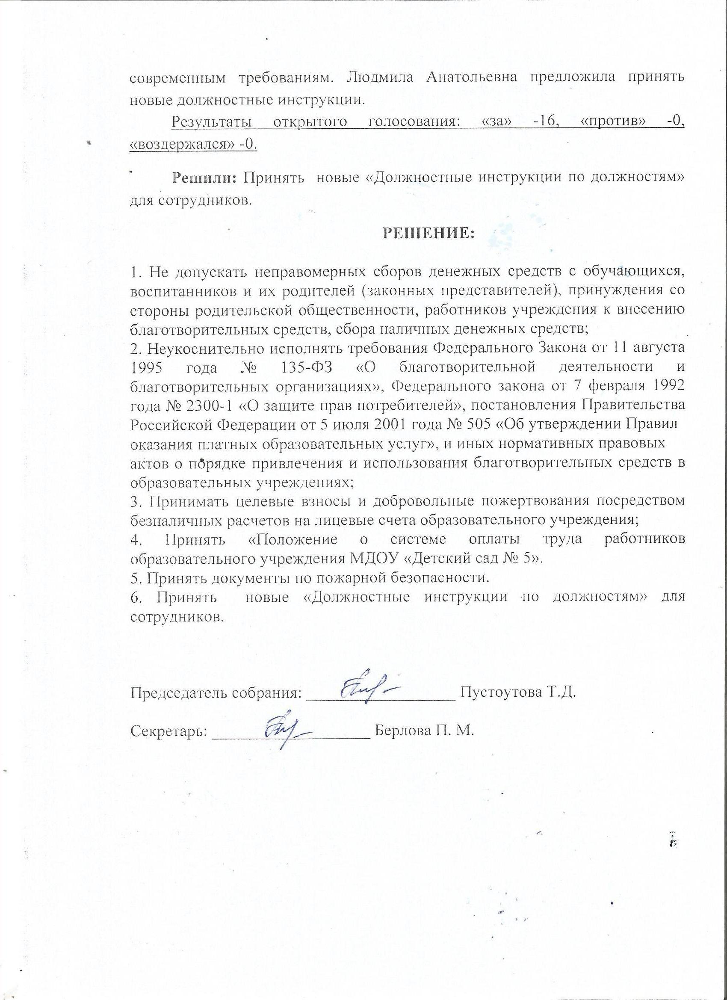 современным требованиям. Людмила Анатольевна предложила принять
новые должностные инструкции.
Результаты открытого голосования: «за» -16, «против» -0,
«воздержался» -0.
Решили: Принять новые «Должностные инструкции по должностям»
для сотрудников.
РЕШЕНИЕ:
1. Не допускать неправомерных сборов денежных средств с обучающихся,
воспитанников и их родителей (законных представителей), принуждения со
стороны родительской общественности, работников учреждения к внесению
благотворительных средств, сбора наличных денежных средств;
2. Неукоснительно исполнять требования Федерального Закона от 11 августа
1995 года № 135-ФЗ «О благотворительной деятельности и
благотворительных организациях», Федерального закона от 7 февраля 1992
года № 2300-1 «О защите прав потребителей», постановления Правительства
Российской Федерации от 5 июля 2001 года № 505 «Об утверждении Правил
оказания платных образовательных услуг», и иных нормативных правовых
актов о порядке привлечения и использования благотворительных средств в
образовательных учреждениях;
3. Принимать целевые взносы и добровольные пожертвования посредством
безналичных расчетов на лицевые счета образовательного учреждения;
4. Принять «Положение о системе оплаты труда работников
образовательного учреждения МДОУ «Детский сад № 5».
5. Принять документы по пожарной безопасности.
6. Принять новые «Должностные инструкции по должностям» для
сотрудников.
Председатель собрания: Пустоутова Т.Д.
Секретарь: Берлова П. М.